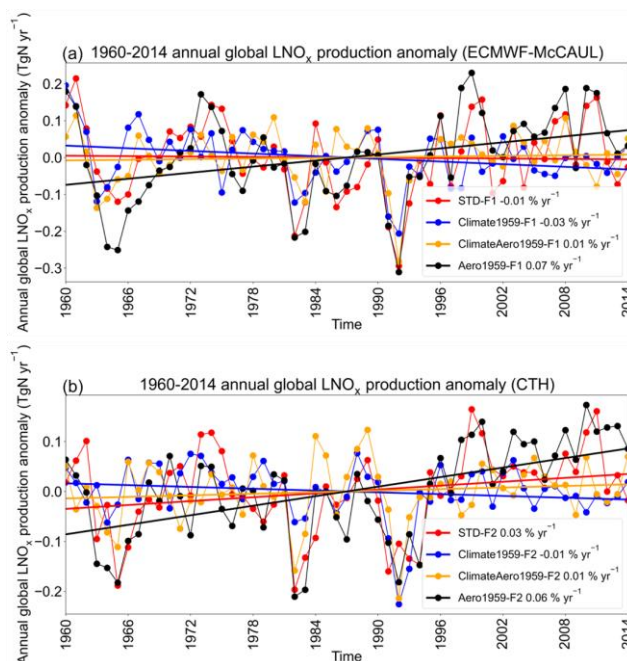 (a) 1960-2014 annual global LNOx production anomaly (ECMWF-McCAUL)
Annual global LNOx production anomaly (TgN yr⁻¹)
0.2
0.1
0.0
−0.1
−0.2
−0.3
STD-F1 -0.01 % yr⁻¹
Climate1959-F1 -0.03 % yr⁻¹
ClimateAero1959-F1 0.01 % yr⁻¹
Aero1959-F1 0.07 % yr⁻¹
1960 1966 1972 1978 1984 1990 1996 2002 2008 2014
Time
(b) 1960-2014 annual global LNOx production anomaly (CTH)
Annual global LNOx production anomaly (TgN yr⁻¹)
0.1
0.0
−0.1
−0.2
STD-F2 0.03 % yr⁻¹
Climate1959-F2 -0.01 % yr⁻¹
ClimateAero1959-F2 0.01 % yr⁻¹
Aero1959-F2 0.06 % yr⁻¹
1960 1966 1972 1978 1984 1990 1996 2002 2008 2014
Time